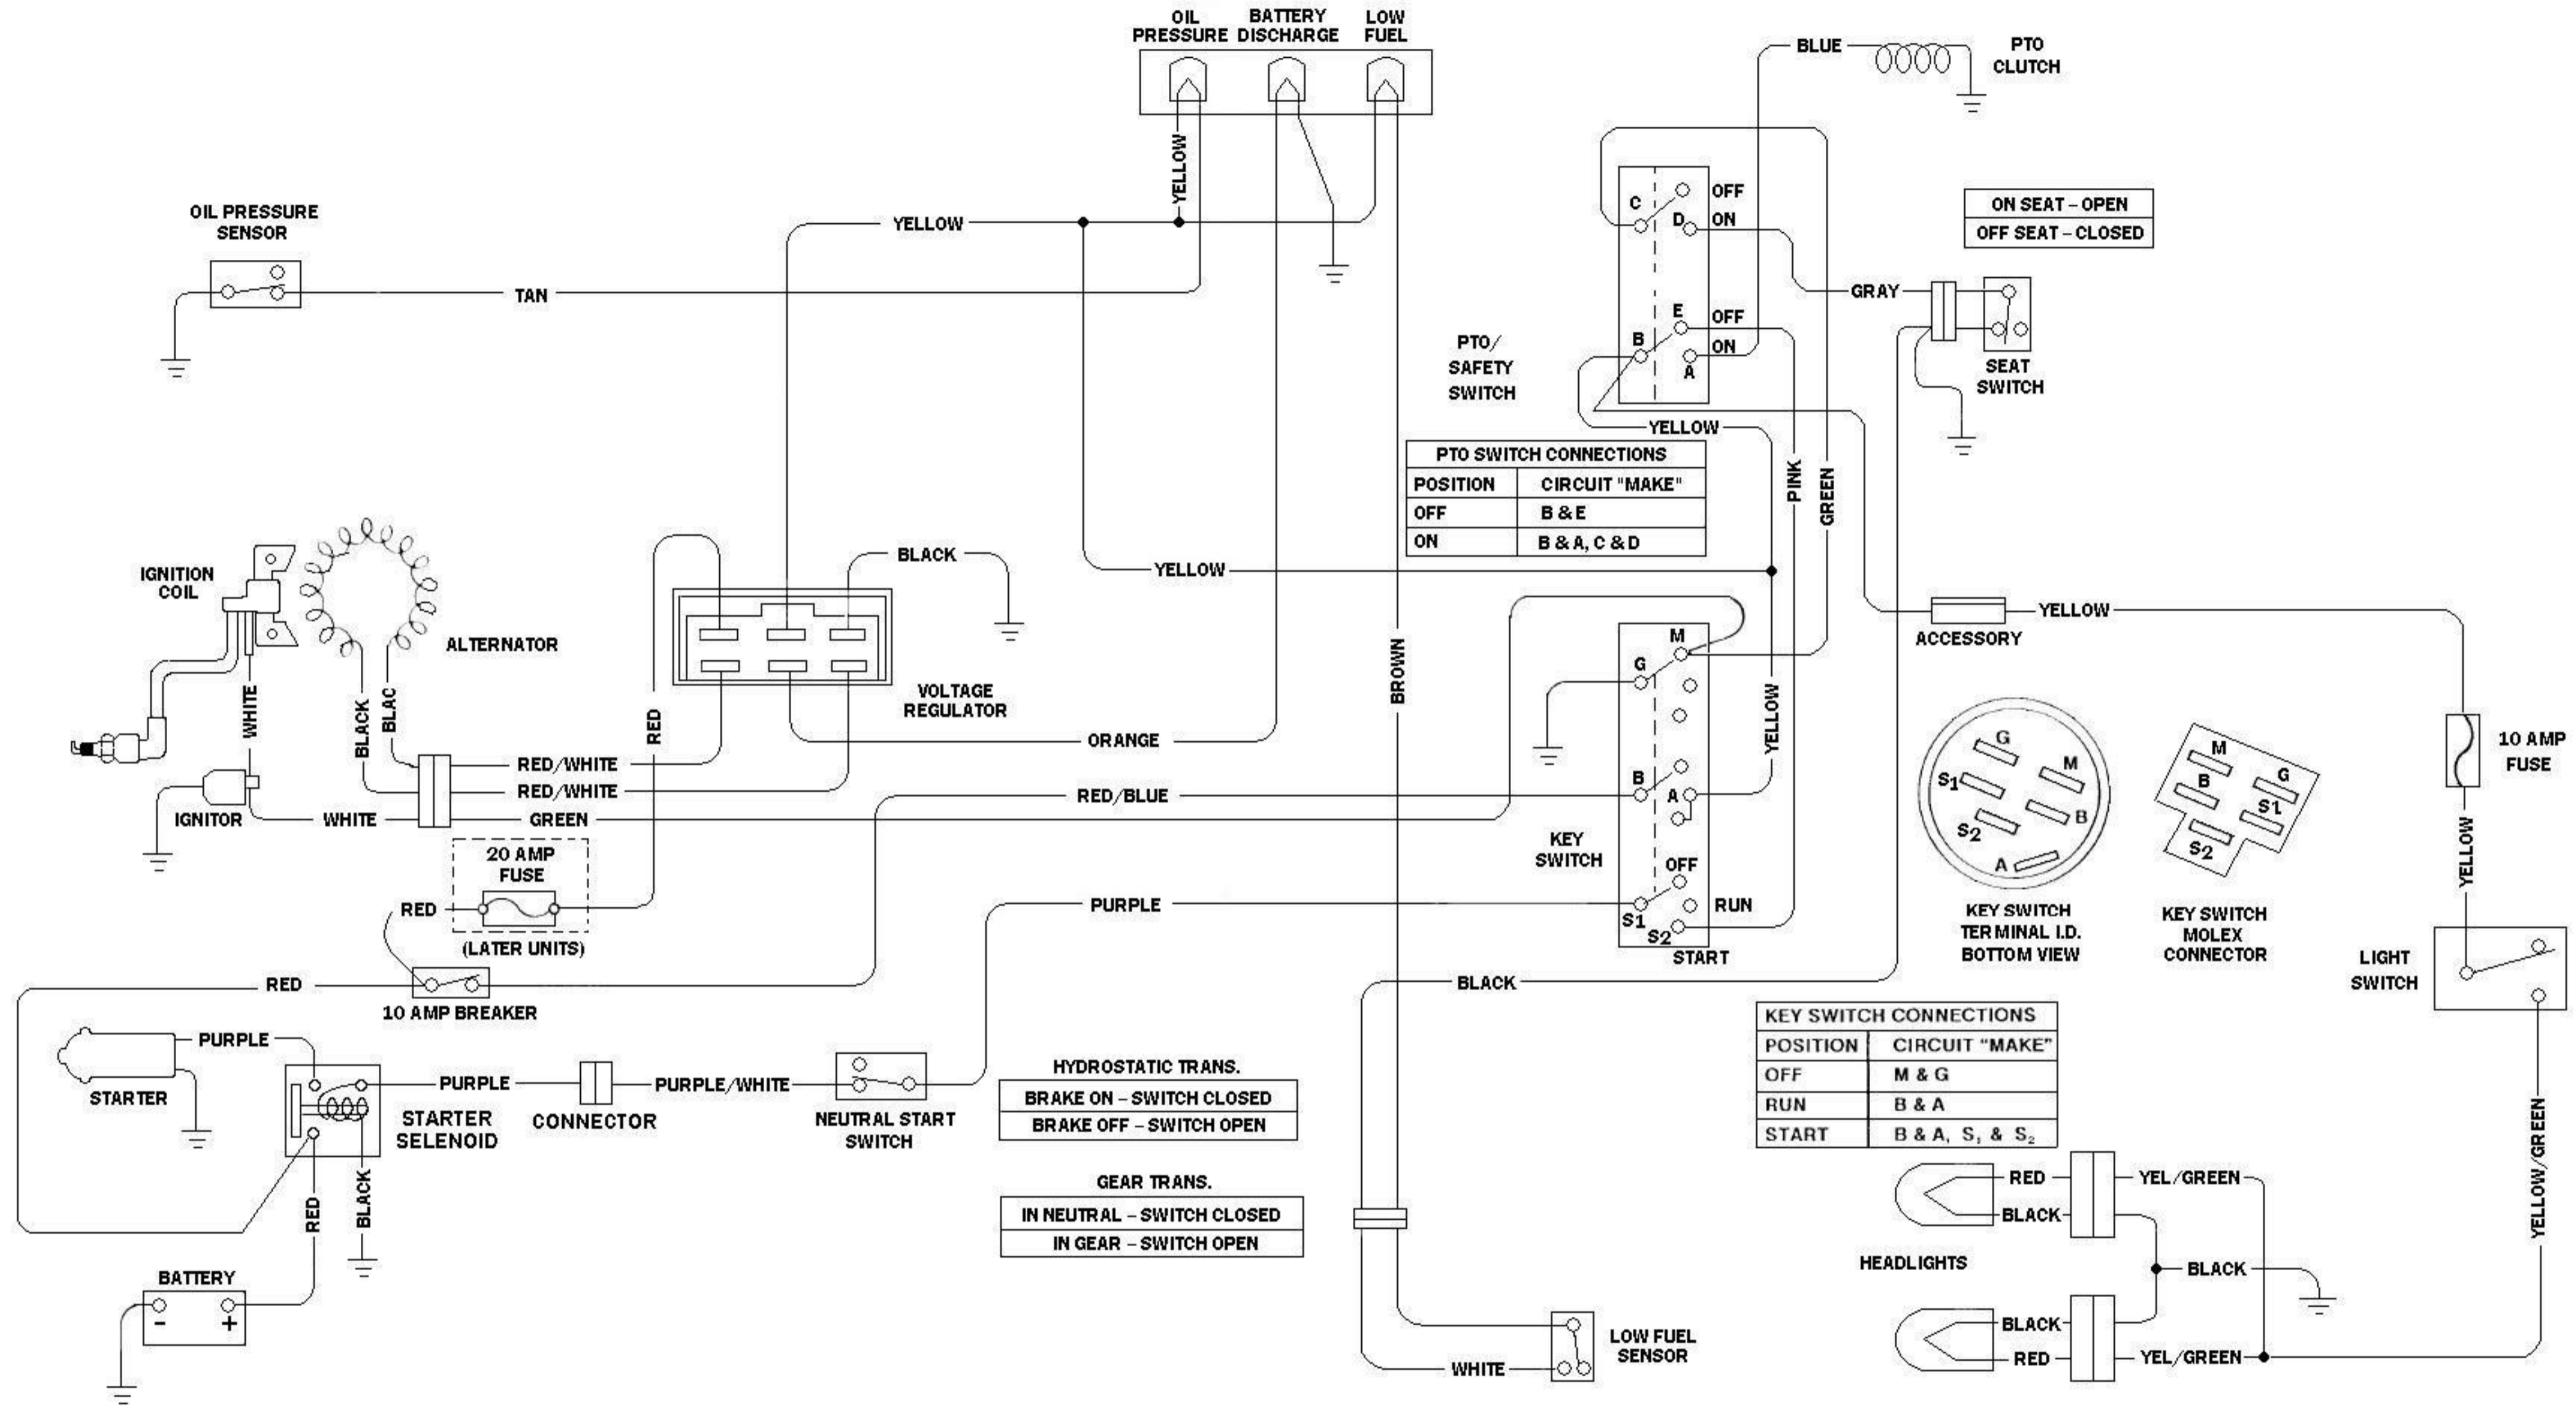 OIL
PRESSURE
BATTERY
DISCHARGE
LOW
FUEL
BLUE
PTO
CLUTCH
YELLOW
OIL PRESSURE
SENSOR
YELLOW
TAN
C
OFF
D
ON
E
OFF
B
ON
A
PTO/
SAFETY
SWITCH
ON SEAT – OPEN
OFF SEAT – CLOSED
GRAY
SEAT
SWITCH
YELLOW
PTO SWITCH CONNECTIONS
POSITION
CIRCUIT "MAKE"
OFF
B & E
ON
B & A, C & D
PINK
GREEN
IGNITION
COIL
ALTERNATOR
WHITE
BLACK
BLAC
BLACK
RED
VOLTAGE
REGULATOR
YELLOW
ORANGE
BROWN
RED/WHITE
RED/WHITE
IGNITOR
WHITE
GREEN
RED/BLUE
20 AMP
FUSE
RED
(LATER UNITS)
RED
10 AMP BREAKER
M
G
B
A
KEY
SWITCH
OFF
RUN
S1
S2
START
YELLOW
PURPLE
BLACK
ACCESSORY
YELLOW
10 AMP
FUSE
YELLOW
G
M
S1
B
S2
A
KEY SWITCH
TERMINAL I.D.
BOTTOM VIEW
M
G
B
S1
S2
KEY SWITCH
MOLEX
CONNECTOR
LIGHT
SWITCH
STARTER
PURPLE
STARTER
SELENOID
PURPLE
CONNECTOR
PURPLE/WHITE
NEUTRAL START
SWITCH
HYDROSTATIC TRANS.
BRAKE ON – SWITCH CLOSED
BRAKE OFF – SWITCH OPEN
GEAR TRANS.
IN NEUTRAL – SWITCH CLOSED
IN GEAR – SWITCH OPEN
KEY SWITCH CONNECTIONS
POSITION
CIRCUIT "MAKE"
OFF
M & G
RUN
B & A
START
B & A, S₁ & S₂
RED
BLACK
BATTERY
-
+
RED
YEL/GREEN
BLACK
HEADLIGHTS
BLACK
BLACK
RED
YEL/GREEN
YELLOW/GREEN
LOW FUEL
SENSOR
WHITE